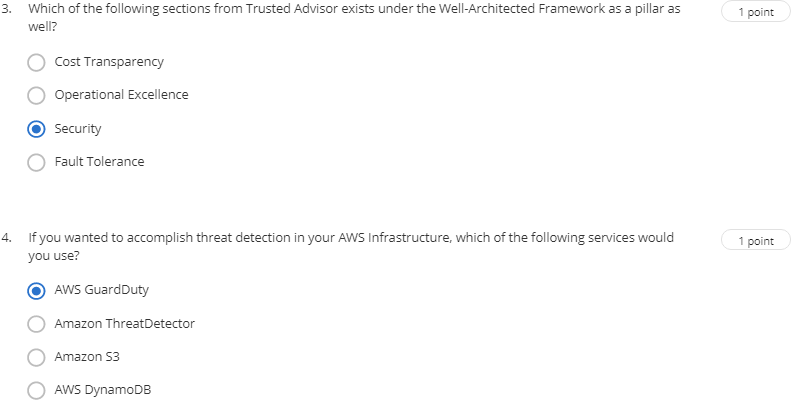 3. Which of the following sections from Trusted Advisor exists under the Well-Architected Framework as a pillar as
well?
1 point
Cost Transparency
Operational Excellence
Security
Fault Tolerance
4. If you wanted to accomplish threat detection in your AWS Infrastructure, which of the following services would
you use?
1 point
AWS GuardDuty
Amazon ThreatDetector
Amazon S3
AWS DynamoDB